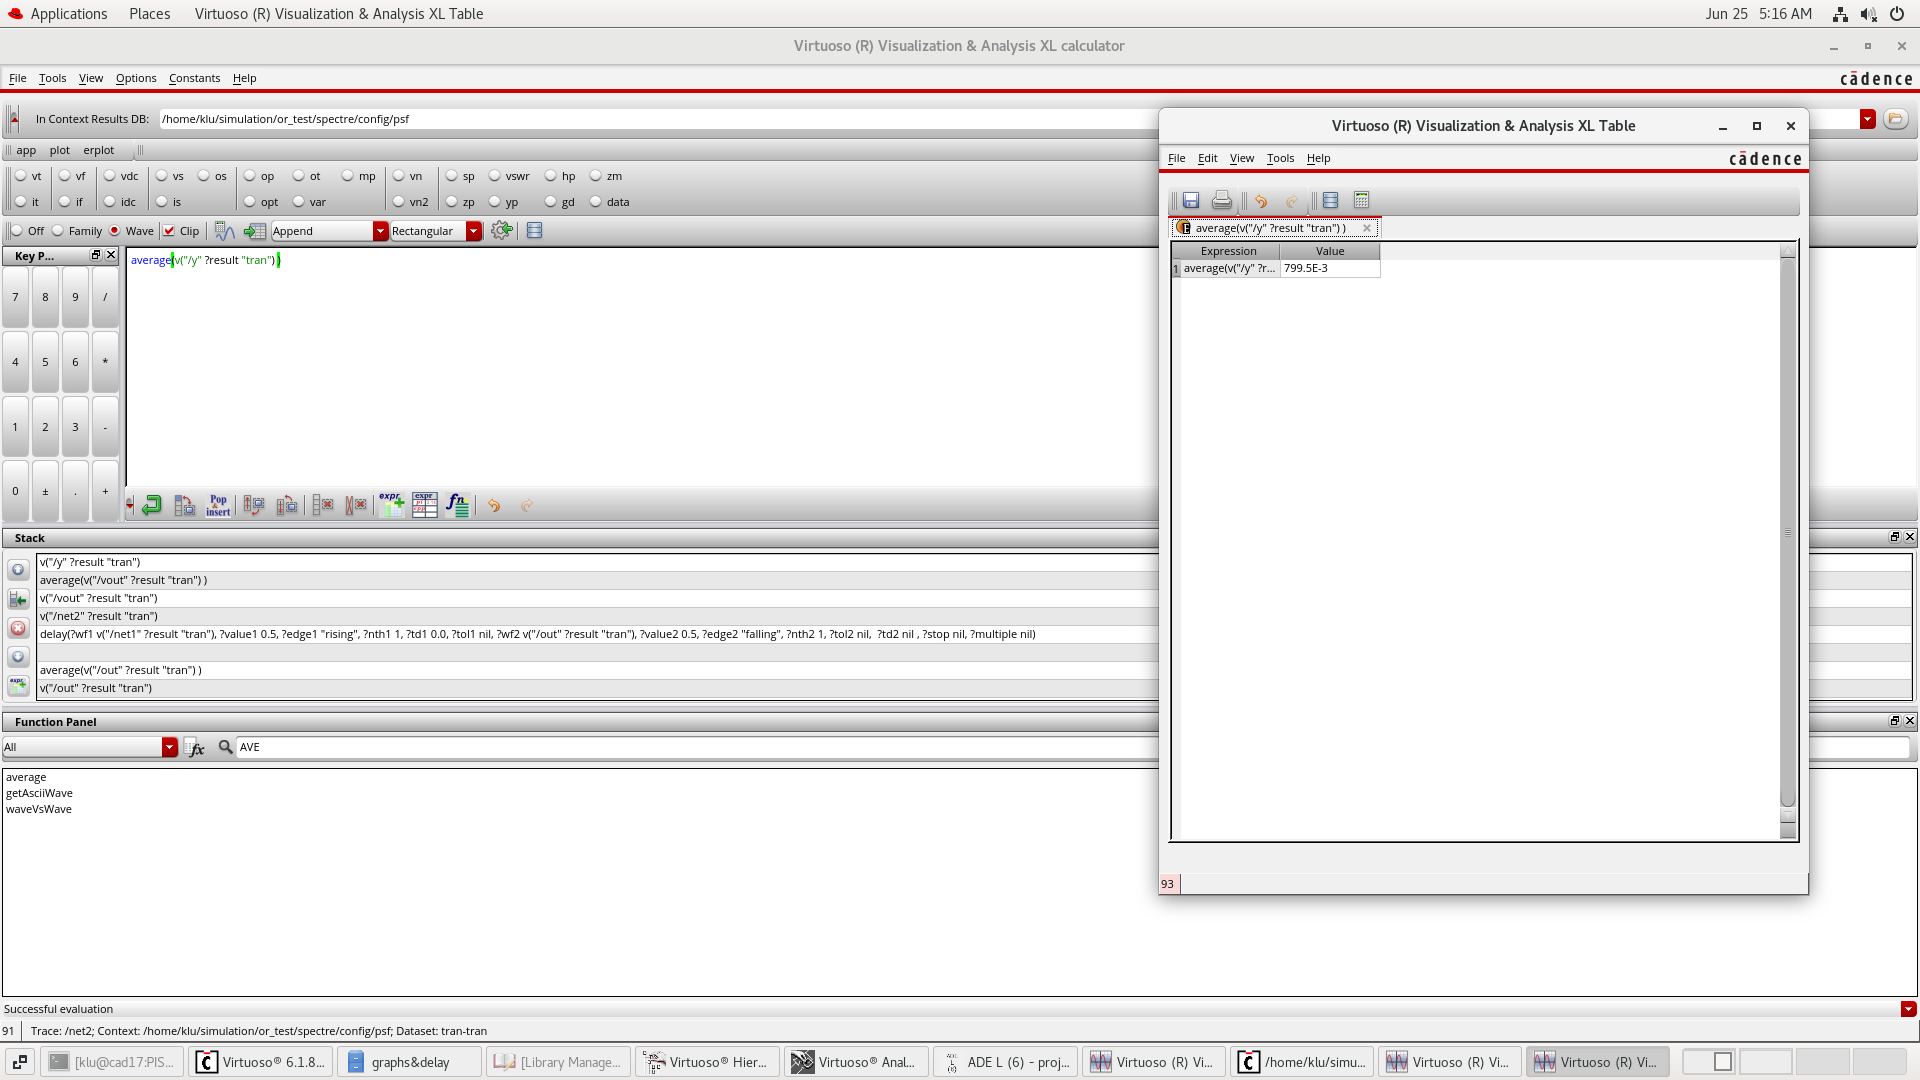 Applications Places Virtuoso (R) Visualization & Analysis XL Table Jun 25 5:16 AM
Virtuoso (R) Visualization & Analysis XL calculator
File Tools View Options Constants Help cādence
In Context Results DB: /home/klu/simulation/or_test/spectre/config/psf
app plot erplot
vt vf vdc vs os op ot mp vn sp vswr hp zm
it if idc is opt var vn2 zp yp gd data
Off Family Wave Clip Append Rectangular
Key P...
average(v("/y" ?result "tran") )
7 8 9 /
4 5 6 *
1 2 3 -
0 ± . +
Pop & insert expr expr fn
Stack
v("/y" ?result "tran")
average(v("/vout" ?result "tran") )
v("/vout" ?result "tran")
v("/net2" ?result "tran")
delay(?wf1 v("/net1" ?result "tran"), ?value1 0.5, ?edge1 "rising", ?nth1 1, ?td1 0.0, ?tol1 nil, ?wf2 v("/out" ?result "tran"), ?value2 0.5, ?edge2 "falling", ?nth2 1, ?tol2 nil, ?td2 nil , ?stop nil, ?multiple nil)
average(v("/out" ?result "tran") )
v("/out" ?result "tran")
expr
Function Panel
All fx AVE
average
getAsciiWave
waveVsWave
Successful evaluation
91 Trace: /net2; Context: /home/klu/simulation/or_test/spectre/config/psf; Dataset: tran-tran
Virtuoso (R) Visualization & Analysis XL Table
File Edit View Tools Help cādence
average(v("/y" ?result "tran") )
Expression Value
1 average(v("/y" ?r... 799.5E-3
93
[klu@cad17:PIS... Virtuoso® 6.1.8... graphs&delay [Library Manage... Virtuoso® Hier... Virtuoso® Anal... ADE L (6) - proj... Virtuoso (R) Vi... /home/klu/simu... Virtuoso (R) Vi... Virtuoso (R) Vi...